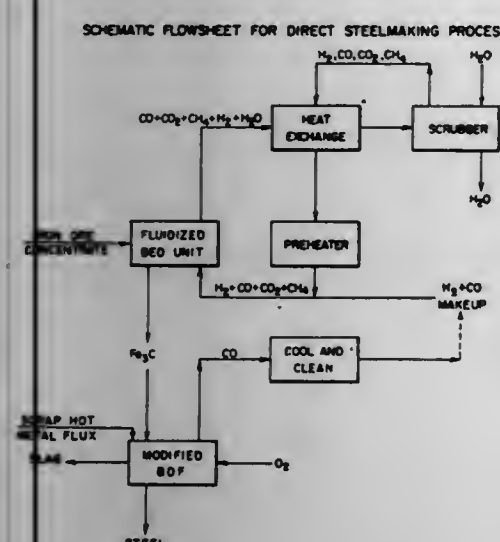 SCHEMATIC FLOWSHEET FOR DIRECT STEELMAKING PROCES
H₂,CO,CO₂,CH₄
H₂O
CO+CO₂+CH₄+H₂+H₂O
HEAT
EXCHANGE
SCRUBBER
H₂O
IRON ORE
CONCENTRATE
FLUIDIZED
BED UNIT
PREHEATER
H₂+CO+CO₂+CH₄
H₂+CO
MAKEUP
Fe₃C
CO
COOL AND
CLEAN
SCRAP HOT
METAL FLUX
SLAG
MODIFIED
BOF
O₂
STEEL